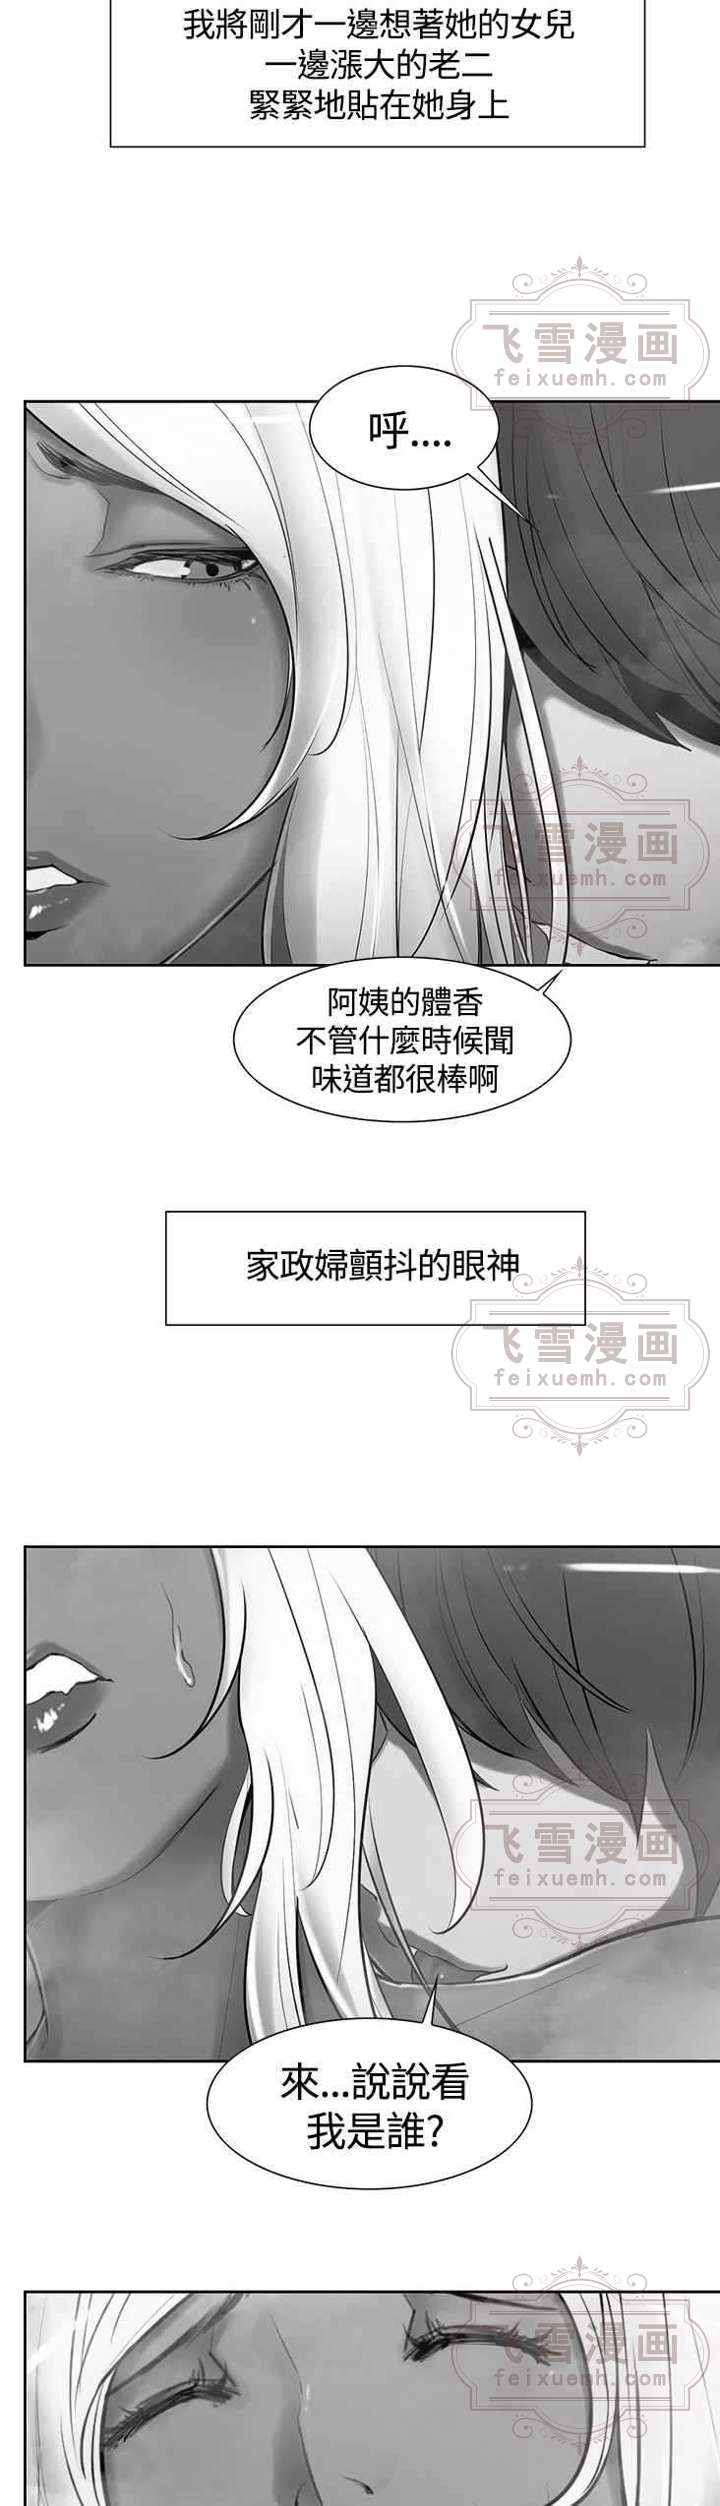 我將剛才一邊想著她的女兒
一邊漲大的老二
緊緊地貼在她身上
飞雪漫画
feixuemh.com
呼....
飞雪漫画
feixuemh.com
阿姨的體香
不管什麼時候聞
味道都很棒啊
家政婦顫抖的眼神
飞雪漫画
feixuemh.com
飞雪漫画
feixuemh.com
來...說說看
我是誰?
飞雪漫画
feixuemh.com